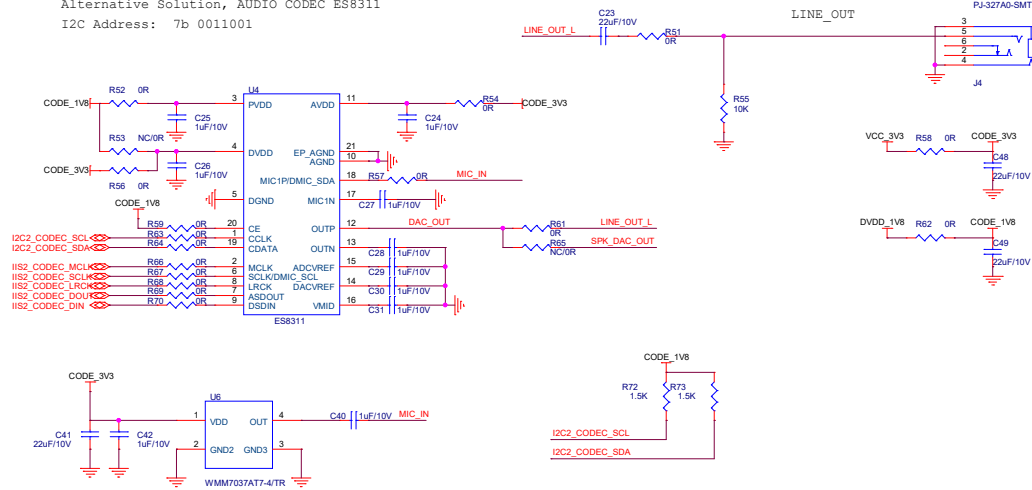 Alternative Solution, AUDIO CODEC ES8311
I2C Address: 7b 0011001
LINE_OUT_L
C23
22uF/10V
R51
0R
LINE_OUT
PJ-327A0-SMT
3
5
6
2
4
J4
R55
10K
CODE_1V8
R52 0R
C25
1uF/10V
R53 NC/0R
CODE_3V3
R56 0R
C26
1uF/10V
CODE_1V8
R59 0R
I2C2_CODEC_SCL R63 0R
I2C2_CODEC_SDA R64 0R
IIS2_CODEC_MCLK R66 0R
IIS2_CODEC_SCLK R67 0R
IIS2_CODEC_LRCK R68 0R
IIS2_CODEC_DOUT R69 0R
IIS2_CODEC_DIN R70 0R
U4
3 PVDD
4 DVDD
5 DGND
20 CE
1 CCLK
19 CDATA
2 MCLK
6 SCLK/DMIC_SCL
8 LRCK
7 ASDOUT
9 DSDIN
AVDD 11
EP_AGND 21
AGND 10
MIC1P/DMIC_SDA 18
MIC1N 17
OUTP 12
OUTN 13
ADCVREF 15
DACVREF 14
VMID 16
ES8311
C24
1uF/10V
R54
0R
CODE_3V3
R57 0R
MIC_IN
C27 1uF/10V
DAC_OUT
R61
0R
LINE_OUT_L
R65
NC/0R
SPK_DAC_OUT
C28 1uF/10V
C29 1uF/10V
C30 1uF/10V
C31 1uF/10V
VCC_3V3
R58 0R
CODE_3V3
C48
22uF/10V
DVDD_1V8
R62 0R
CODE_1V8
C49
22uF/10V
CODE_3V3
C41
22uF/10V
C42
1uF/10V
U6
1 VDD
2 GND2
OUT 4
GND3 3
WMM7037AT7-4/TR
C40 1uF/10V
MIC_IN
CODE_1V8
R72
1.5K
R73
1.5K
I2C2_CODEC_SCL
I2C2_CODEC_SDA